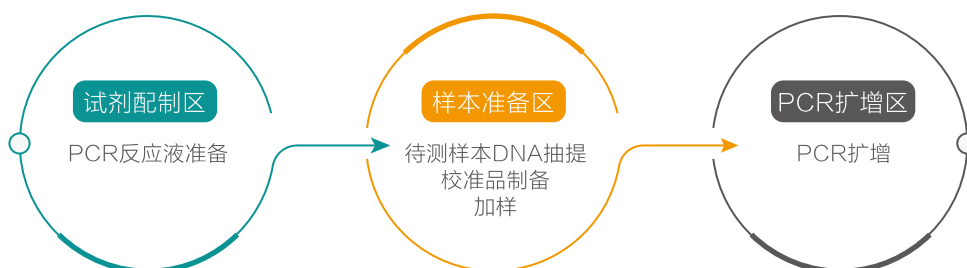 试剂配制区
PCR反应液准备
样本准备区
待测样本DNA抽提
校准品制备
加样
PCR扩增区
PCR扩增